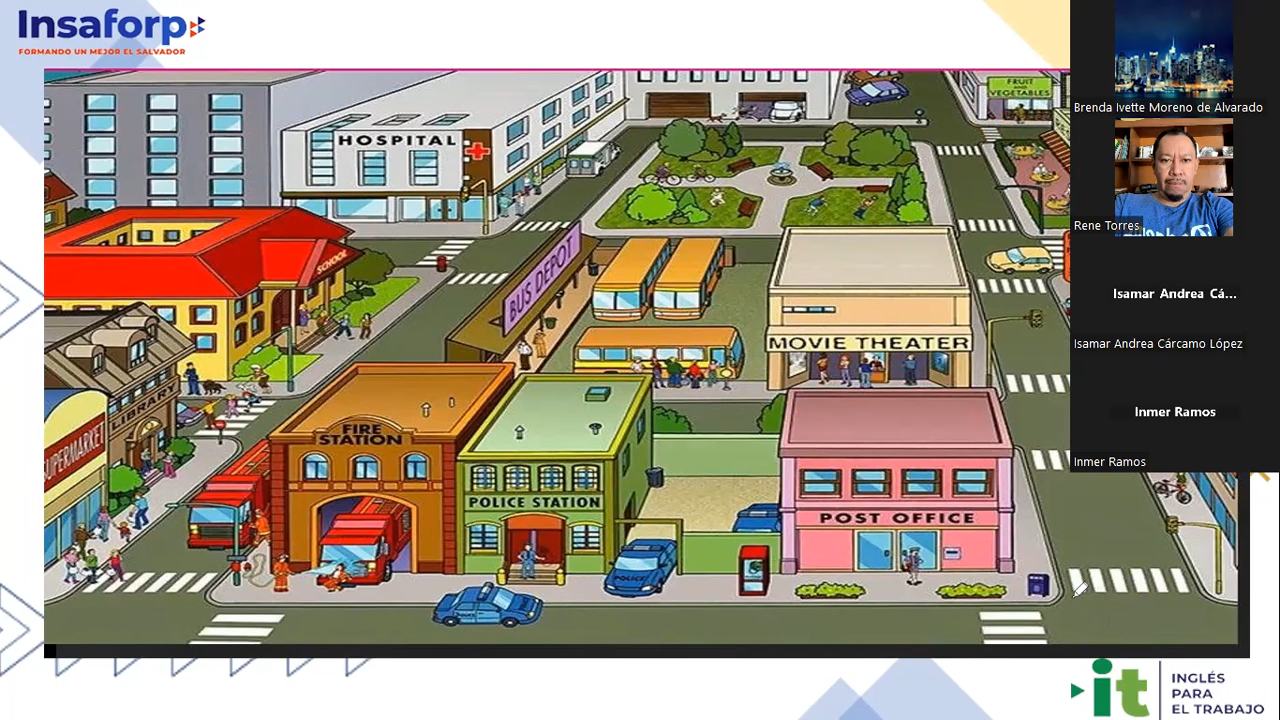 Insaforp
FORMANDO UN MEJOR EL SALVADOR
HOSPITAL
FRUIT
AND
VEGETABLES
SCHOOL
BUS DEPOT
MOVIE THEATER
LIBRARY
SUPERMARKET
FIRE
STATION
POLICE STATION
POLICE
POST OFFICE
Brenda Ivette Moreno de Alvarado
Rene Torres
Isamar Andrea Cá...
Isamar Andrea Cárcamo López
Inmer Ramos
Inmer Ramos
it
INGLÉS
PARA
EL TRABAJO